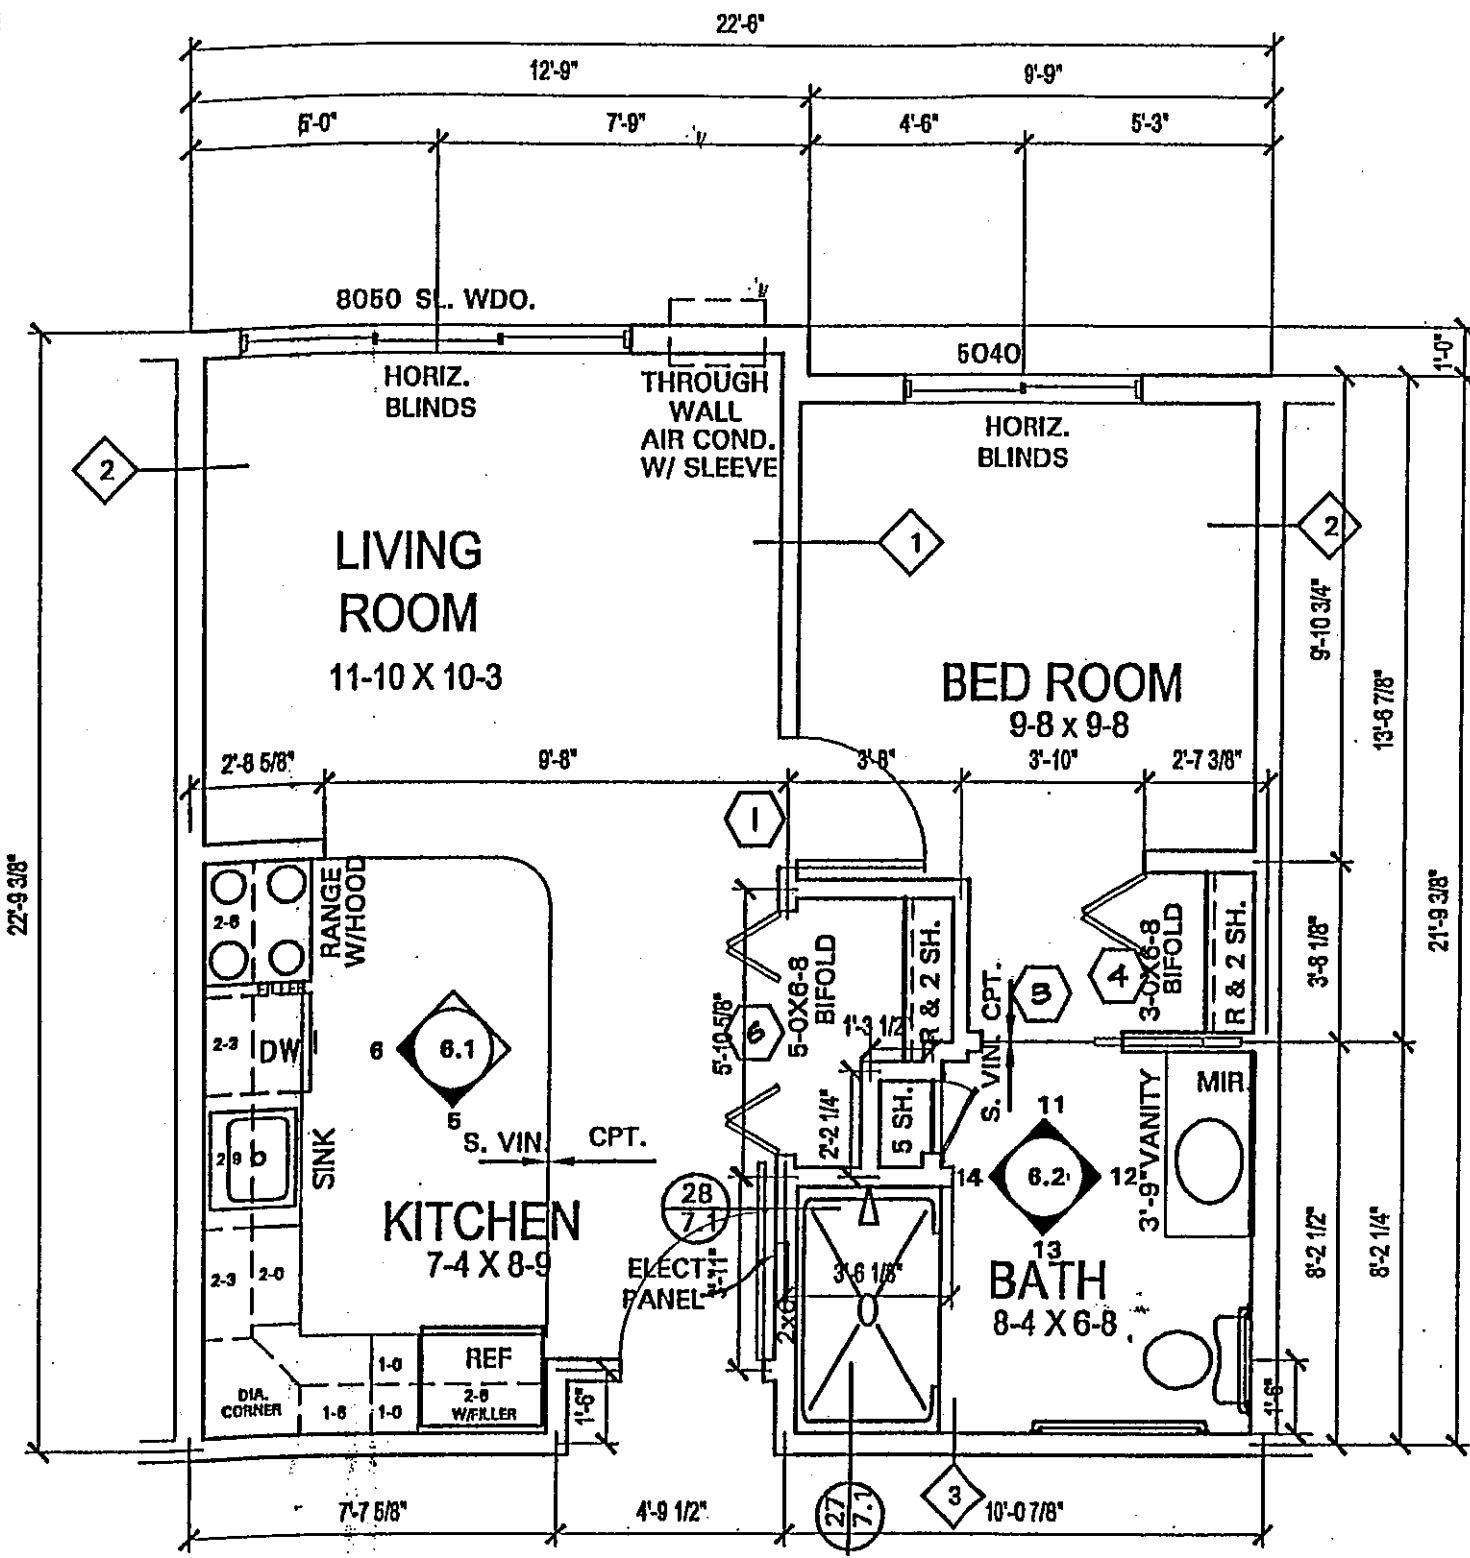 22'-6"
12'-9"
9'-9"
5'-0"
7'-9"
4'-6"
5'-3"
8050 SL. WDO.
5040
1'-0"
HORIZ.
BLINDS
THROUGH
WALL
AIR COND.
W/ SLEEVE
HORIZ.
BLINDS
2
1
2
LIVING
ROOM
11-10 X 10-3
BED ROOM
9-8 x 9-8
9'-10 3/4"
13'-6 7/8"
2'-8 5/8"
9'-8"
3'-8"
3'-10"
2'-7 3/8"
1
22'-9 3/8"
21'-9 3/8"
RANGE
W/HOOD
2-6
FILLER
2-3
DW
6
6.1
5
5'-10 5/8"
6
5-0X6-8
BIFOLD
R & 2 SH.
1'-3 1/2"
3
4
3-0X6-8
BIFOLD
R & 2 SH.
3'-8 1/8"
S. VIN.
CPT.
2'-2 1/4"
5 SH.
3'-9" VANITY
MIR.
SINK
S. VIN.
CPT.
11
14
6.2
12
13
28
7.1
KITCHEN
7-4 X 8-9
2-3
2-0
ELECT.
PANEL
2x6
3'-6 1/8"
BATH
8-4 X 6-8
8'-2 1/2"
8'-2 1/4"
REF
2-6
W/FILLER
1-0
1-0
1-6
DIA.
CORNER
1'-6"
1'-6"
7'-7 5/8"
4'-9 1/2"
27
7.1
3
10'-0 7/8"